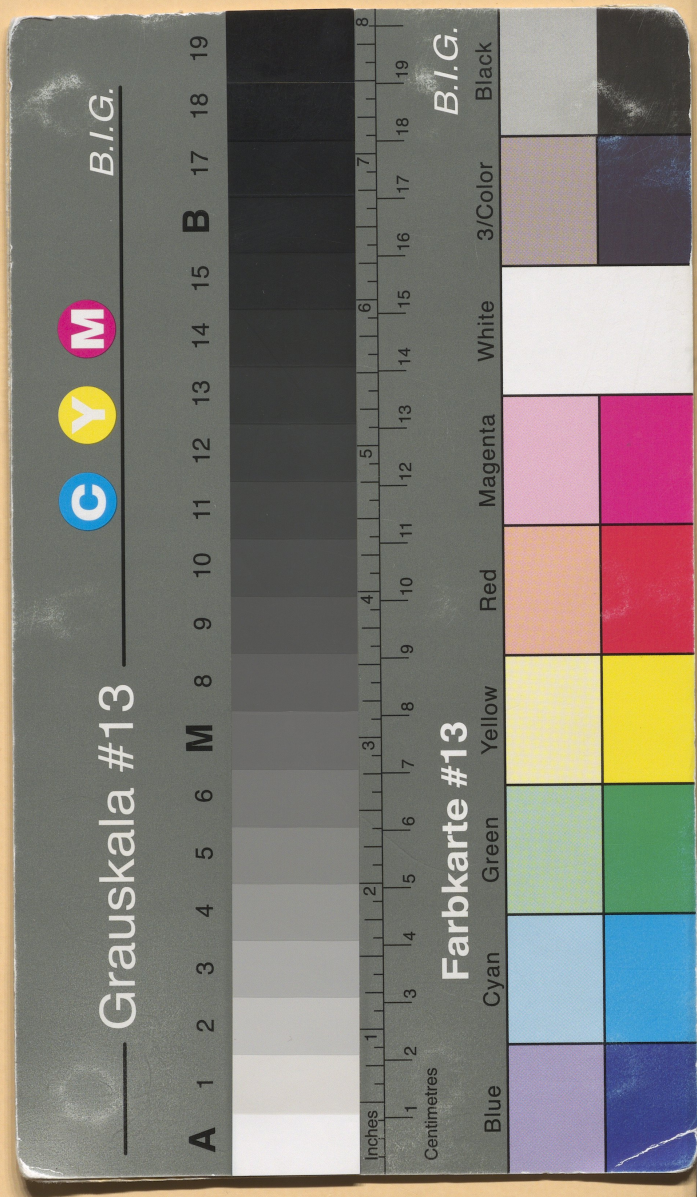 Grauskala #13
C Y M
B.I.G.
A 1 2 3 4 5 6 M 8 9 10 11 12 13 14 15 B 17 18 19
Inches 1 2 3 4 5 6 7 8
Centimetres 1 2 3 4 5 6 7 8 9 10 11 12 13 14 15 16 17 18 19
Farbkarte #13
B.I.G.
Blue Cyan Green Yellow Red Magenta White 3/Color Black